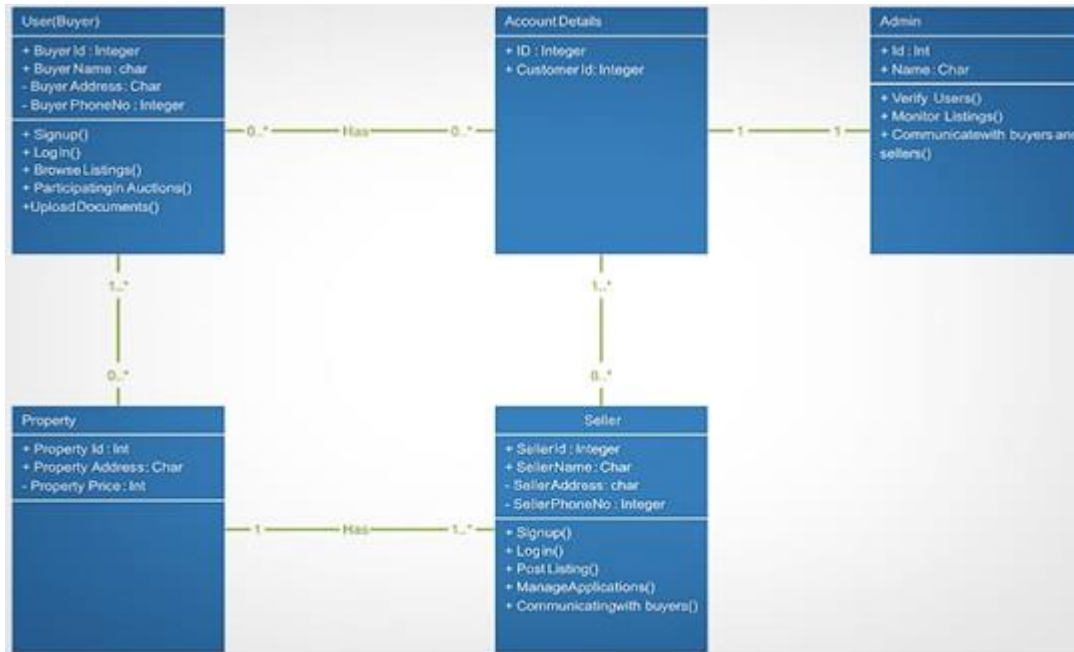 User(Buyer)
+ Buyer Id : Integer
+ Buyer Name : char
- Buyer Address : Char
- Buyer PhoneNo : Integer
+ Signup()
+ LogIn()
+ Browse Listings()
+ ParticipatingIn Auctions()
+UploadDocuments()
0..*
Has
0..*
Account Details
+ ID : Integer
+ Customer Id: Integer
1
1
Admin
+ Id : Int
+ Name : Char
+ Verify Users()
+ Monitor Listings()
+ Communicatewith buyers and
sellers()
1..*
0..*
1..*
0..*
Property
+ Property Id : Int
+ Property Address : Char
- Property Price : Int
1
Has
1..*
Seller
+ SellerId : Integer
+ SellerName : Char
- SellerAddress : char
- SellerPhoneNo : Integer
+ Signup()
+ Login()
+ Post Listing()
+ ManageApplications()
+ Communicatingwith buyers()